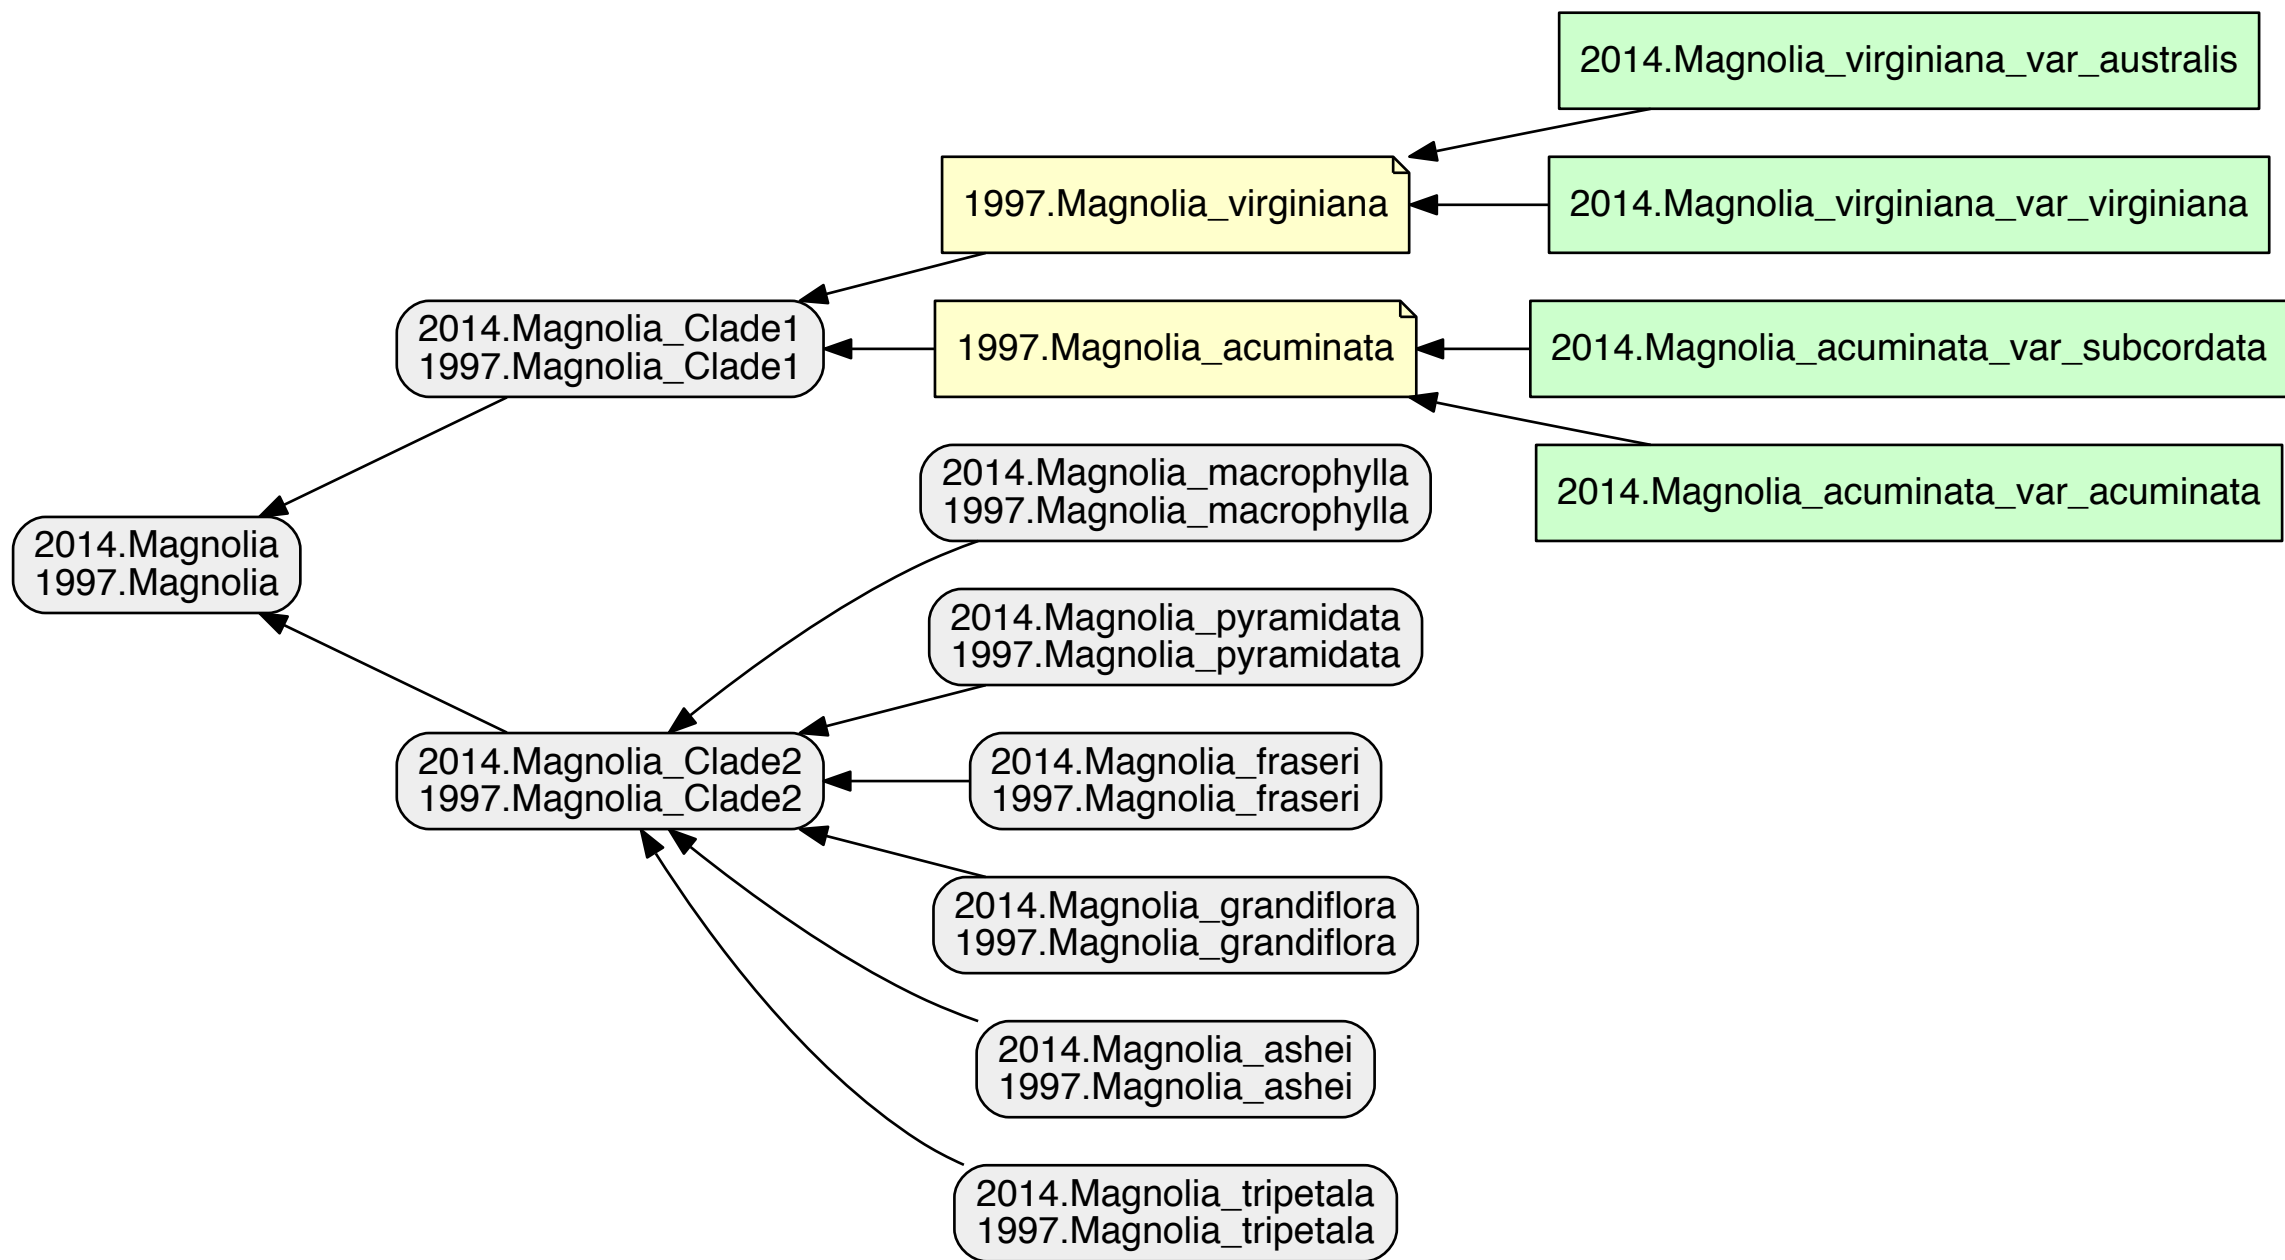 2014.Magnolia_virginiana_var_australis
1997.Magnolia_virginiana
2014.Magnolia_virginiana_var_virginiana
2014.Magnolia_Clade1
1997.Magnolia_Clade1
1997.Magnolia_acuminata
2014.Magnolia_acuminata_var_subcordata
2014.Magnolia_macrophylla
1997.Magnolia_macrophylla
2014.Magnolia_acuminata_var_acuminata
2014.Magnolia
1997.Magnolia
2014.Magnolia_pyramidata
1997.Magnolia_pyramidata
2014.Magnolia_Clade2
1997.Magnolia_Clade2
2014.Magnolia_fraseri
1997.Magnolia_fraseri
2014.Magnolia_grandiflora
1997.Magnolia_grandiflora
2014.Magnolia_ashei
1997.Magnolia_ashei
2014.Magnolia_tripetala
1997.Magnolia_tripetala